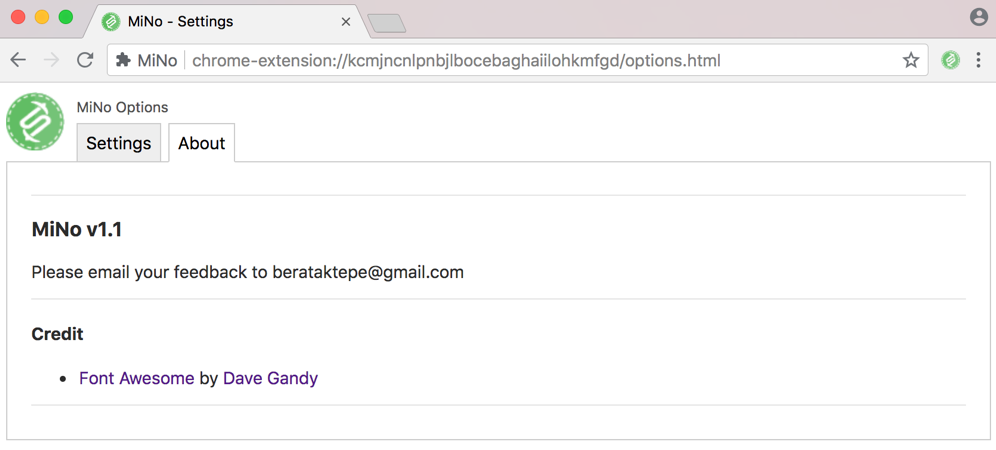 MiNo - Settings
MiNo chrome-extension://kcmjncnlpnbjlbocebaghaiilohkmfgd/options.html
MiNo Options
Settings About
MiNo v1.1
Please email your feedback to berataktepe@gmail.com
Credit
Font Awesome by Dave Gandy